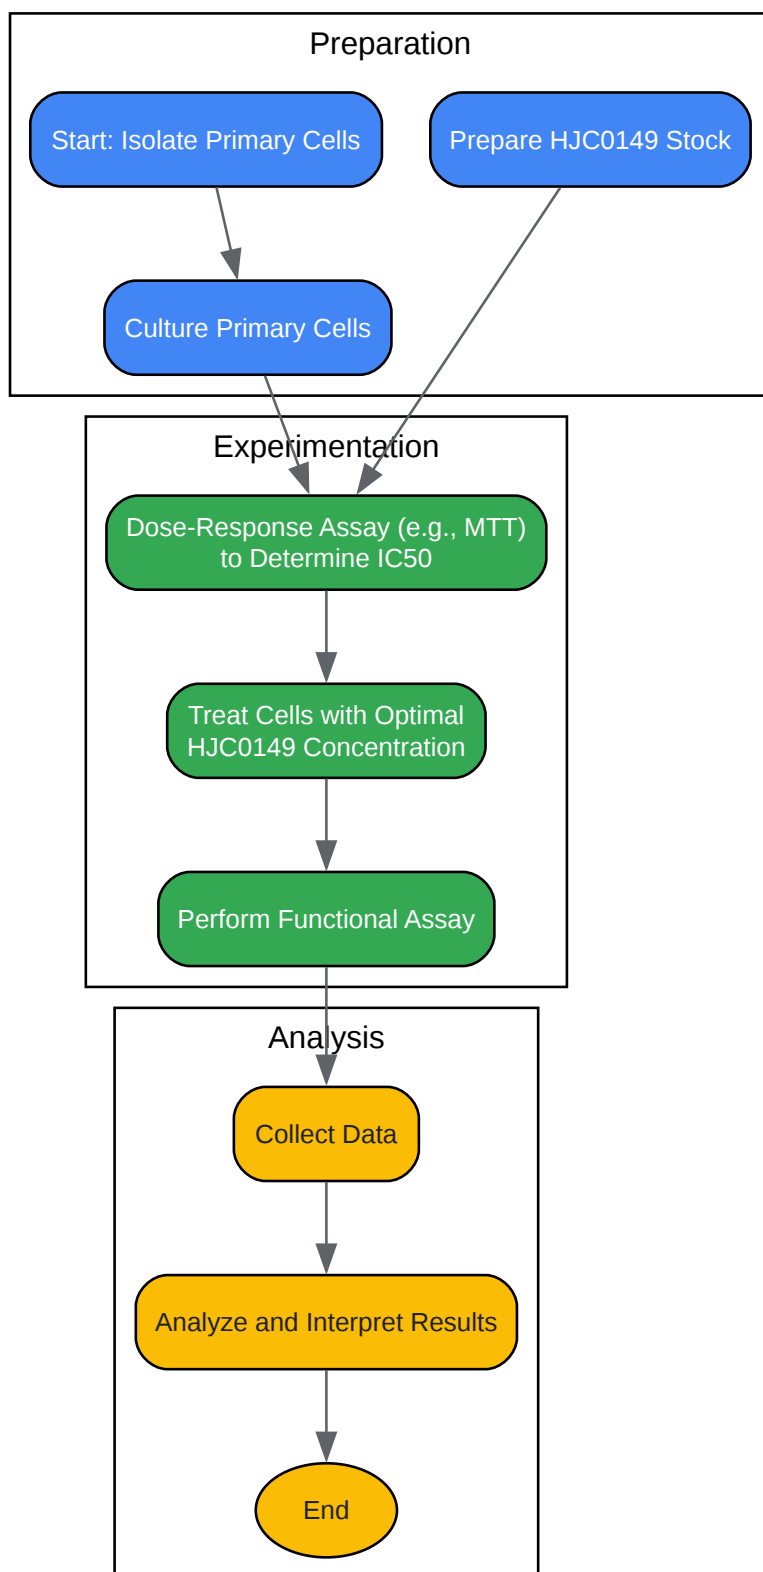 Preparation
Start: Isolate Primary Cells
Prepare HJC0149 Stock
Culture Primary Cells
Experimentation
Dose-Response Assay (e.g., MTT)
to Determine IC50
Treat Cells with Optimal
HJC0149 Concentration
Perform Functional Assay
Analysis
Collect Data
Analyze and Interpret Results
End